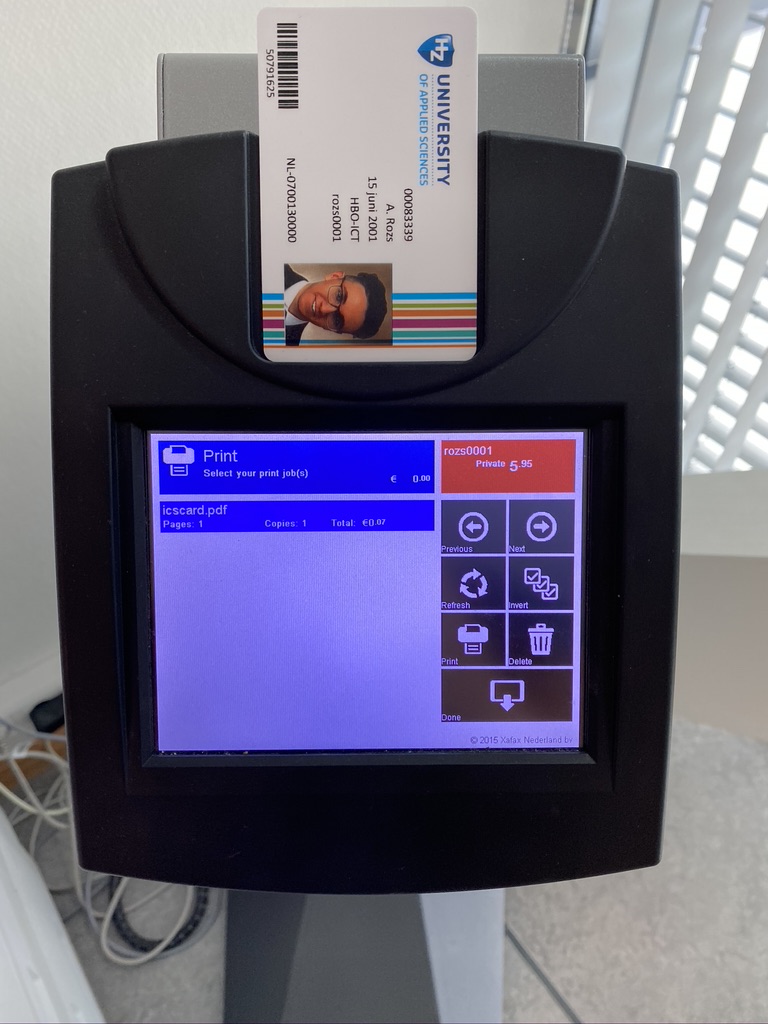 HZ UNIVERSITY
OF APPLIED SCIENCES
00083339
A. Rozs
15 juni 2001
HBO-ICT
rozs0001
NL-0700130000
50791625
Print
Select your print job(s)
€ 0.00
rozs0001
Private 5.95
icscard.pdf
Pages: 1 Copies: 1 Total: €0.07
Previous
Next
Refresh
Invert
Print
Delete
Done
© 2015 Xafax Nederland bv